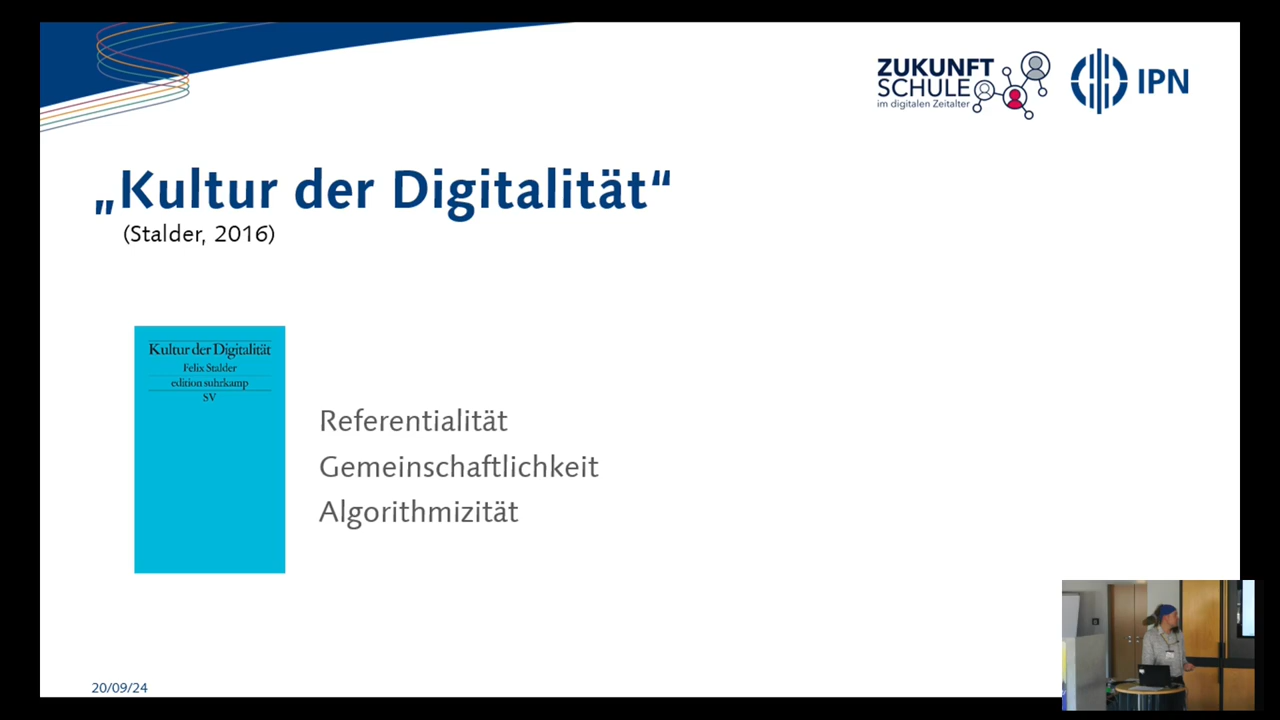 ZUKUNFT
SCHULE
im digitalen Zeitalter
IPN
„Kultur der Digitalität“
(Stalder, 2016)
Kultur der Digitalität
Felix Stalder
edition suhrkamp
SV
Referentialität
Gemeinschaftlichkeit
Algorithmizität
20/09/24